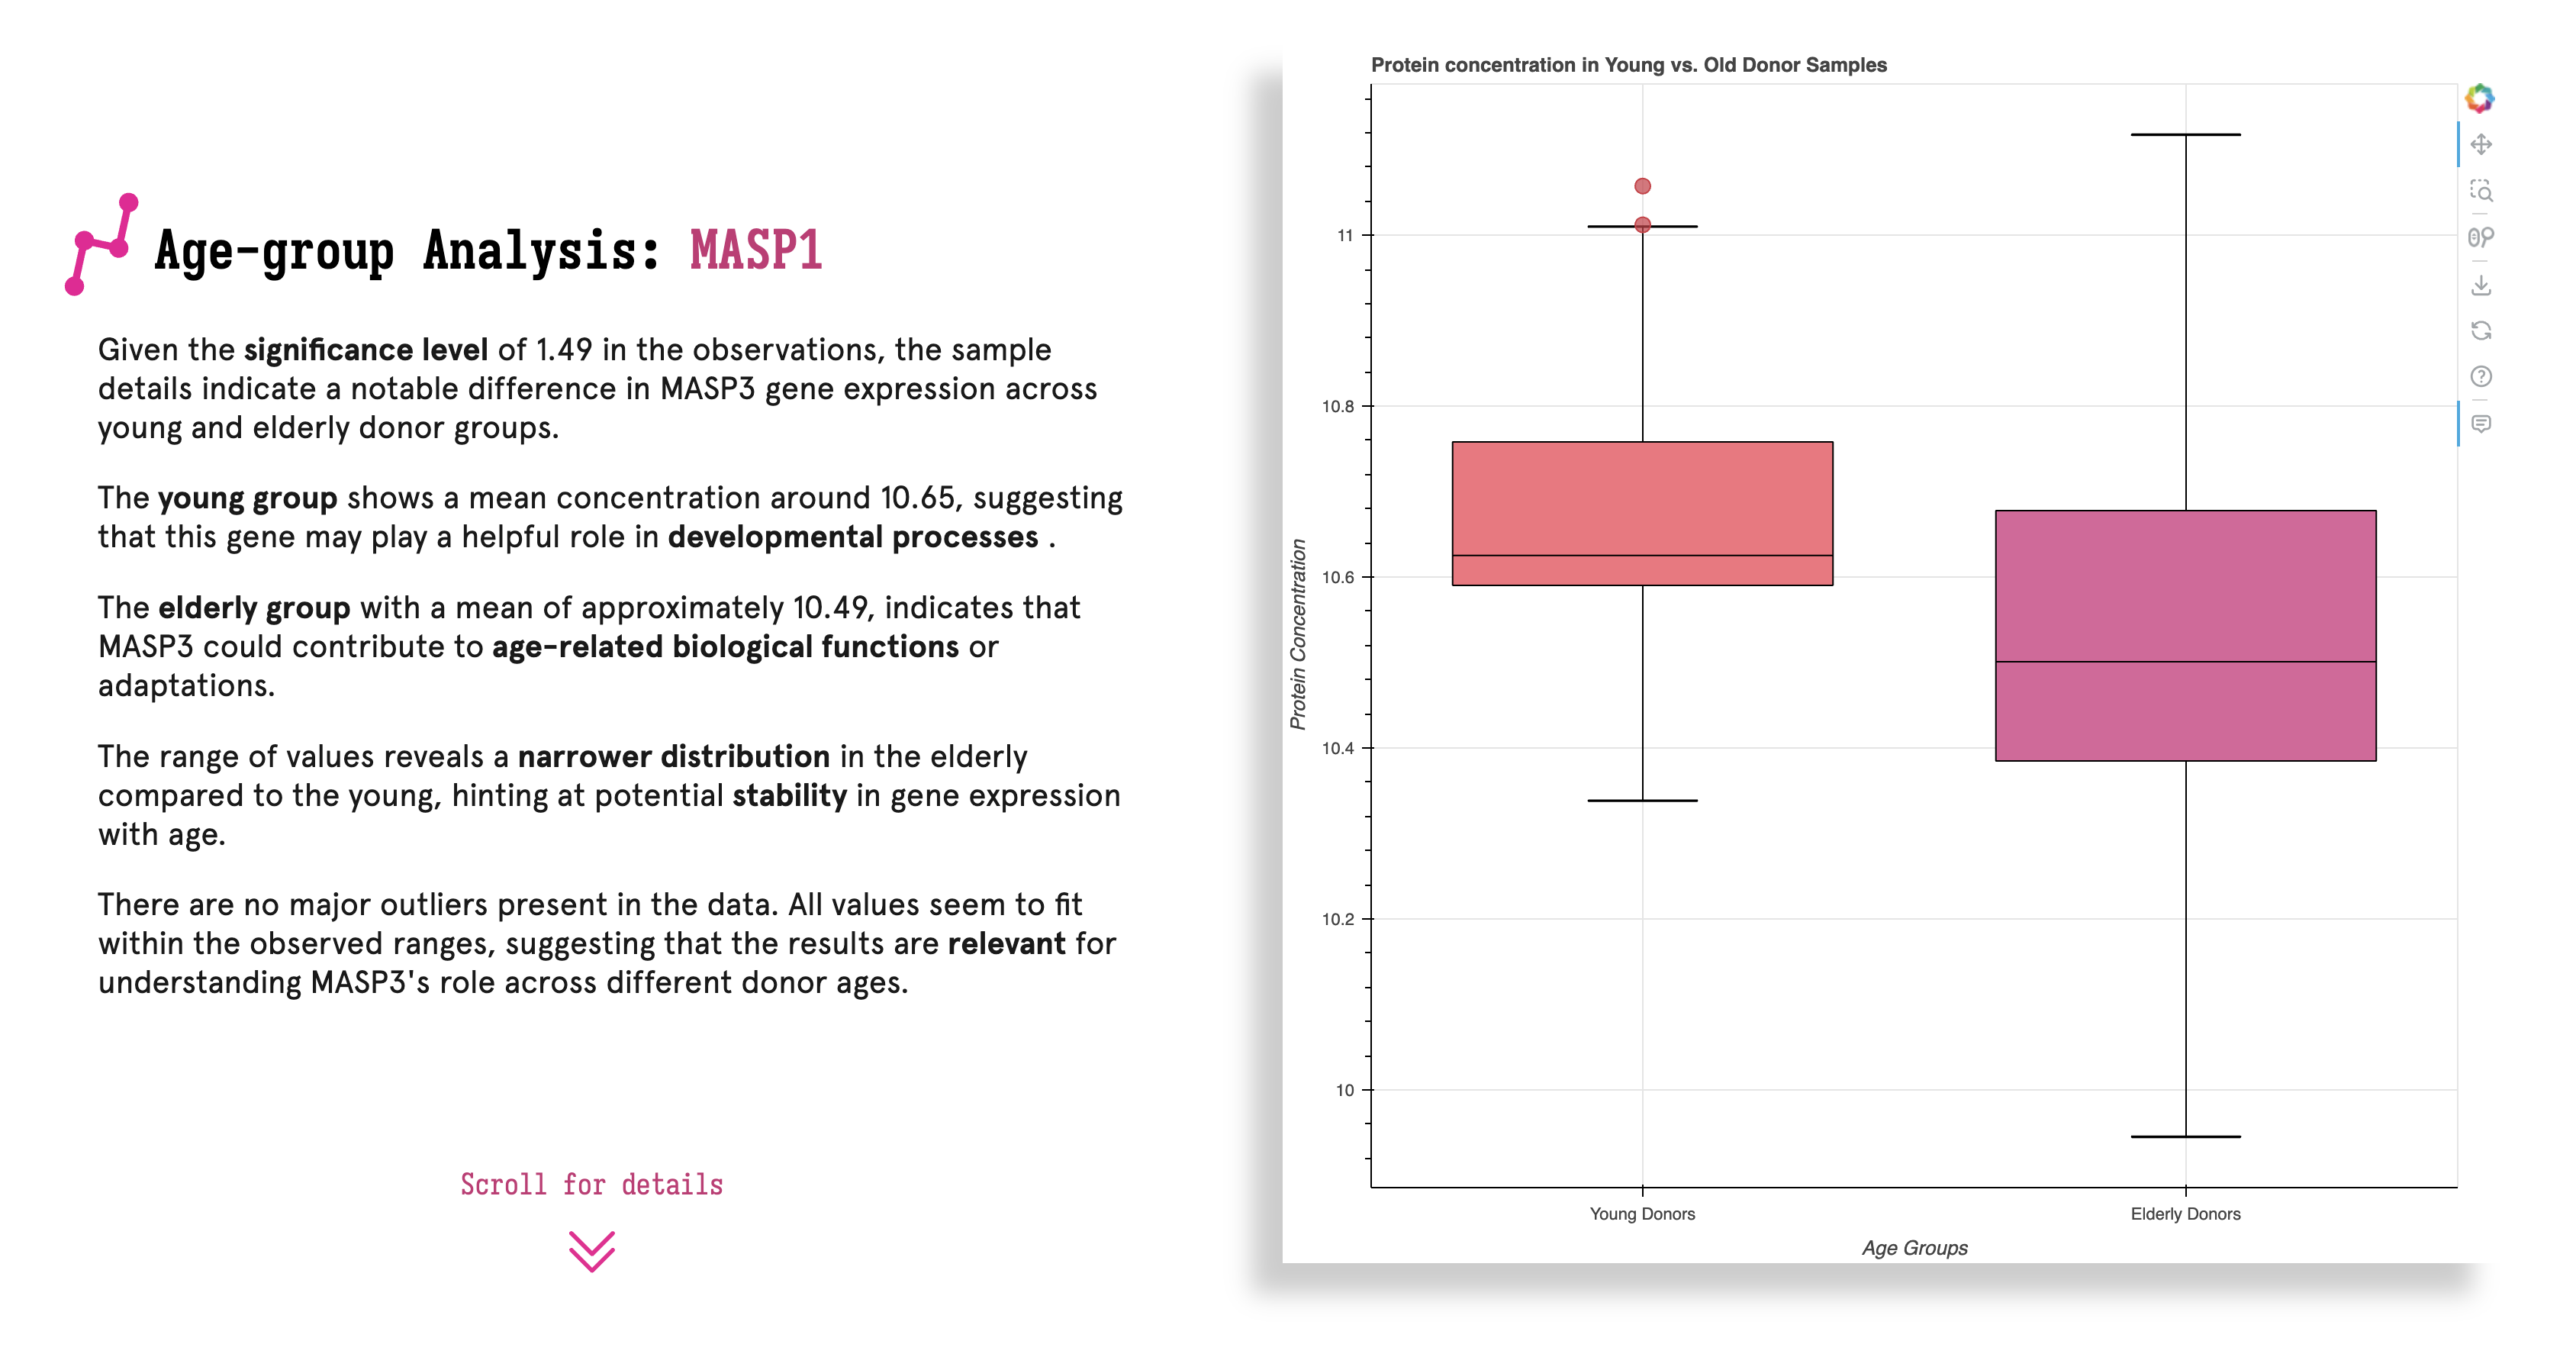 Age-group Analysis: MASP1
Given the significance level of 1.49 in the observations, the sample
details indicate a notable difference in MASP3 gene expression across
young and elderly donor groups.
The young group shows a mean concentration around 10.65, suggesting
that this gene may play a helpful role in developmental processes .
The elderly group with a mean of approximately 10.49, indicates that
MASP3 could contribute to age-related biological functions or
adaptations.
The range of values reveals a narrower distribution in the elderly
compared to the young, hinting at potential stability in gene expression
with age.
There are no major outliers present in the data. All values seem to fit
within the observed ranges, suggesting that the results are relevant for
understanding MASP3's role across different donor ages.
Scroll for details
Protein concentration in Young vs. Old Donor Samples
Protein Concentration
11
10.8
10.6
10.4
10.2
10
Young Donors
Elderly Donors
Age Groups